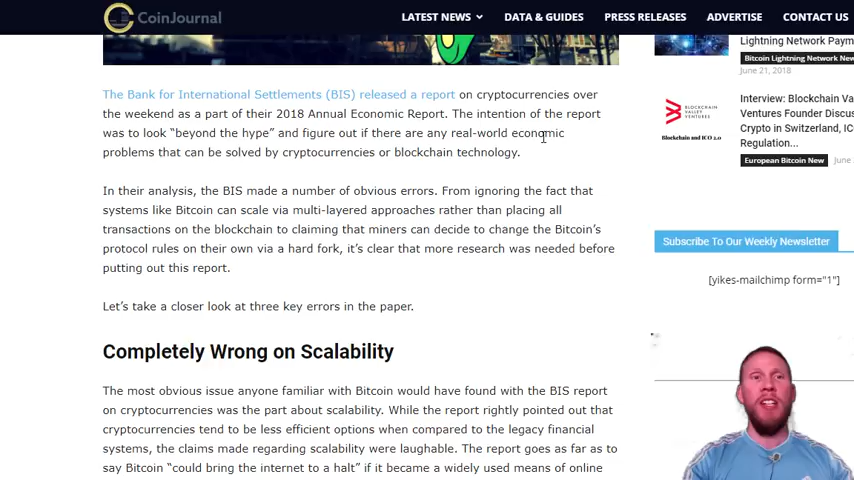 CoinJournal
LATEST NEWS
DATA & GUIDES
PRESS RELEASES
ADVERTISE
CONTACT US
The Bank for International Settlements (BIS) released a report on cryptocurrencies over
the weekend as a part of their 2018 Annual Economic Report. The intention of the report
was to look “beyond the hype” and figure out if there are any real-world economic
problems that can be solved by cryptocurrencies or blockchain technology.
In their analysis, the BIS made a number of obvious errors. From ignoring the fact that
systems like Bitcoin can scale via multi-layered approaches rather than placing all
transactions on the blockchain to claiming that miners can decide to change the Bitcoin’s
protocol rules on their own via a hard fork, it’s clear that more research was needed before
putting out this report.
Let’s take a closer look at three key errors in the paper.
Completely Wrong on Scalability
The most obvious issue anyone familiar with Bitcoin would have found with the BIS report
on cryptocurrencies was the part about scalability. While the report rightly pointed out that
cryptocurrencies tend to be less efficient options when compared to the legacy financial
systems, the claims made regarding scalability were laughable. The report goes as far as to
say Bitcoin “could bring the internet to a halt” if it became a widely used means of online
Lightning Network Paym
Bitcoin Lightning Network New
June 21, 2018
BLOCKCHAIN
VALLEY
VENTURES
Blockchain and ICO 2.0
Interview: Blockchain Va
Ventures Founder Discu
Crypto in Switzerland, IC
Regulation...
European Bitcoin New
June
Subscribe To Our Weekly Newsletter
[yikes-mailchimp form="1"]